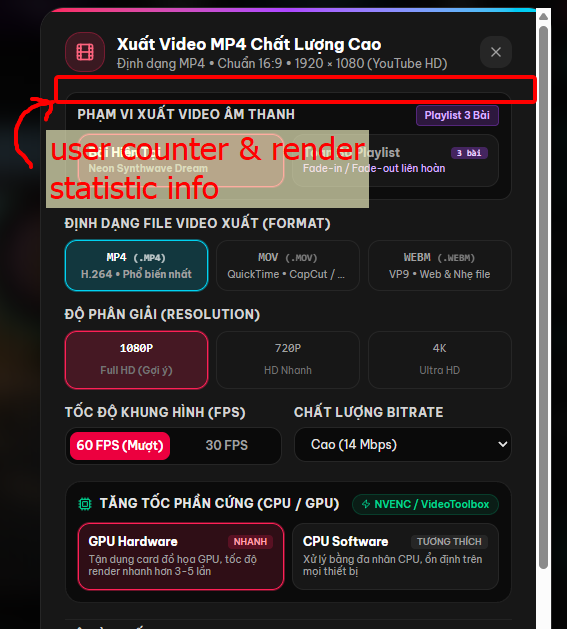 Xuất Video MP4 Chất Lượng Cao
Định dạng MP4 • Chuẩn 16:9 • 1920 × 1080 (YouTube HD)
PHẠM VI XUẤT VIDEO ÂM THANH
Playlist 3 Bài
user counter & render
statistic info
Bài Hiện Tại
Neon Synthwave Dream
Playlist
3 bài
Fade-in / Fade-out liên hoàn
ĐỊNH DẠNG FILE VIDEO XUẤT (FORMAT)
MP4 (.MP4)
H.264 • Phổ biến nhất
MOV (.MOV)
QuickTime • CapCut / ...
WEBM (.WEBM)
VP9 • Web & Nhẹ file
ĐỘ PHÂN GIẢI (RESOLUTION)
1080P
Full HD (Gợi ý)
720P
HD Nhanh
4K
Ultra HD
TỐC ĐỘ KHUNG HÌNH (FPS)
CHẤT LƯỢNG BITRATE
60 FPS (Mượt)
30 FPS
Cao (14 Mbps)
TĂNG TỐC PHẦN CỨNG (CPU / GPU)
NVENC / VideoToolbox
GPU Hardware
NHANH
Tận dụng card đồ họa GPU, tốc độ
render nhanh hơn 3-5 lần
CPU Software
TƯƠNG THÍCH
Xử lý bằng đa nhân CPU, ổn định trên
mọi thiết bị